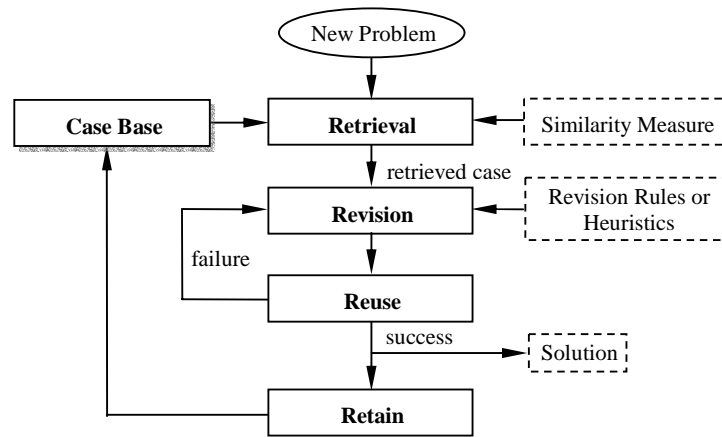 New Problem
Case Base
Retrieval
Similarity Measure
retrieved case
Revision
Revision Rules or
Heuristics
failure
Reuse
success
Solution
Retain